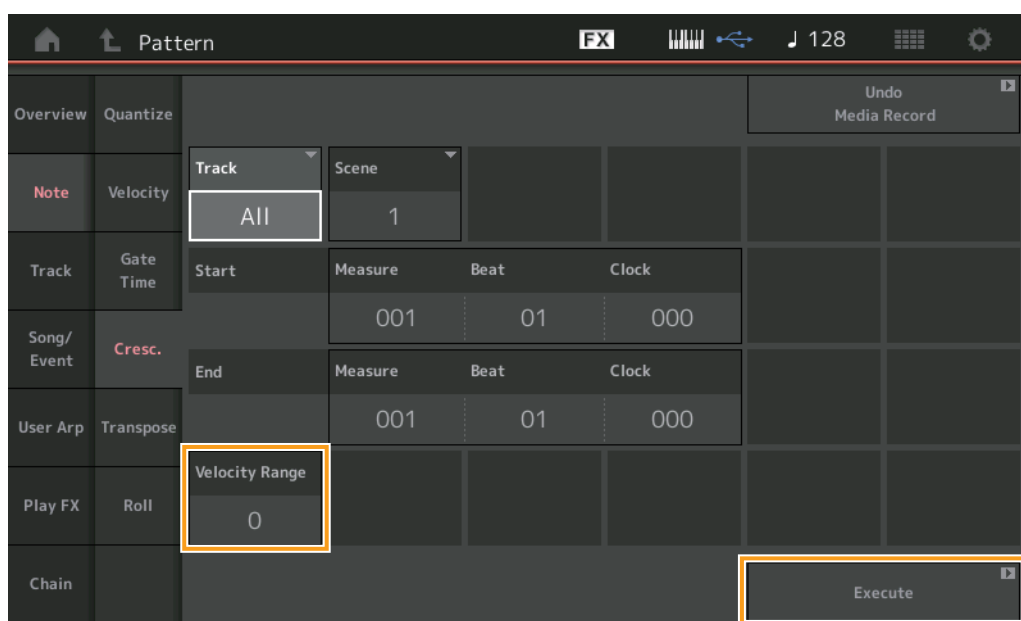 Pattern FX ♩ 128
Overview Quantize Undo
Media Record
Note Velocity Track Scene
All 1
Track Gate
Time Start Measure Beat Clock
001 01 000
Song/
Event Cresc. End Measure Beat Clock
001 01 000
User Arp Transpose
Velocity Range
0
Play FX Roll
Chain Execute